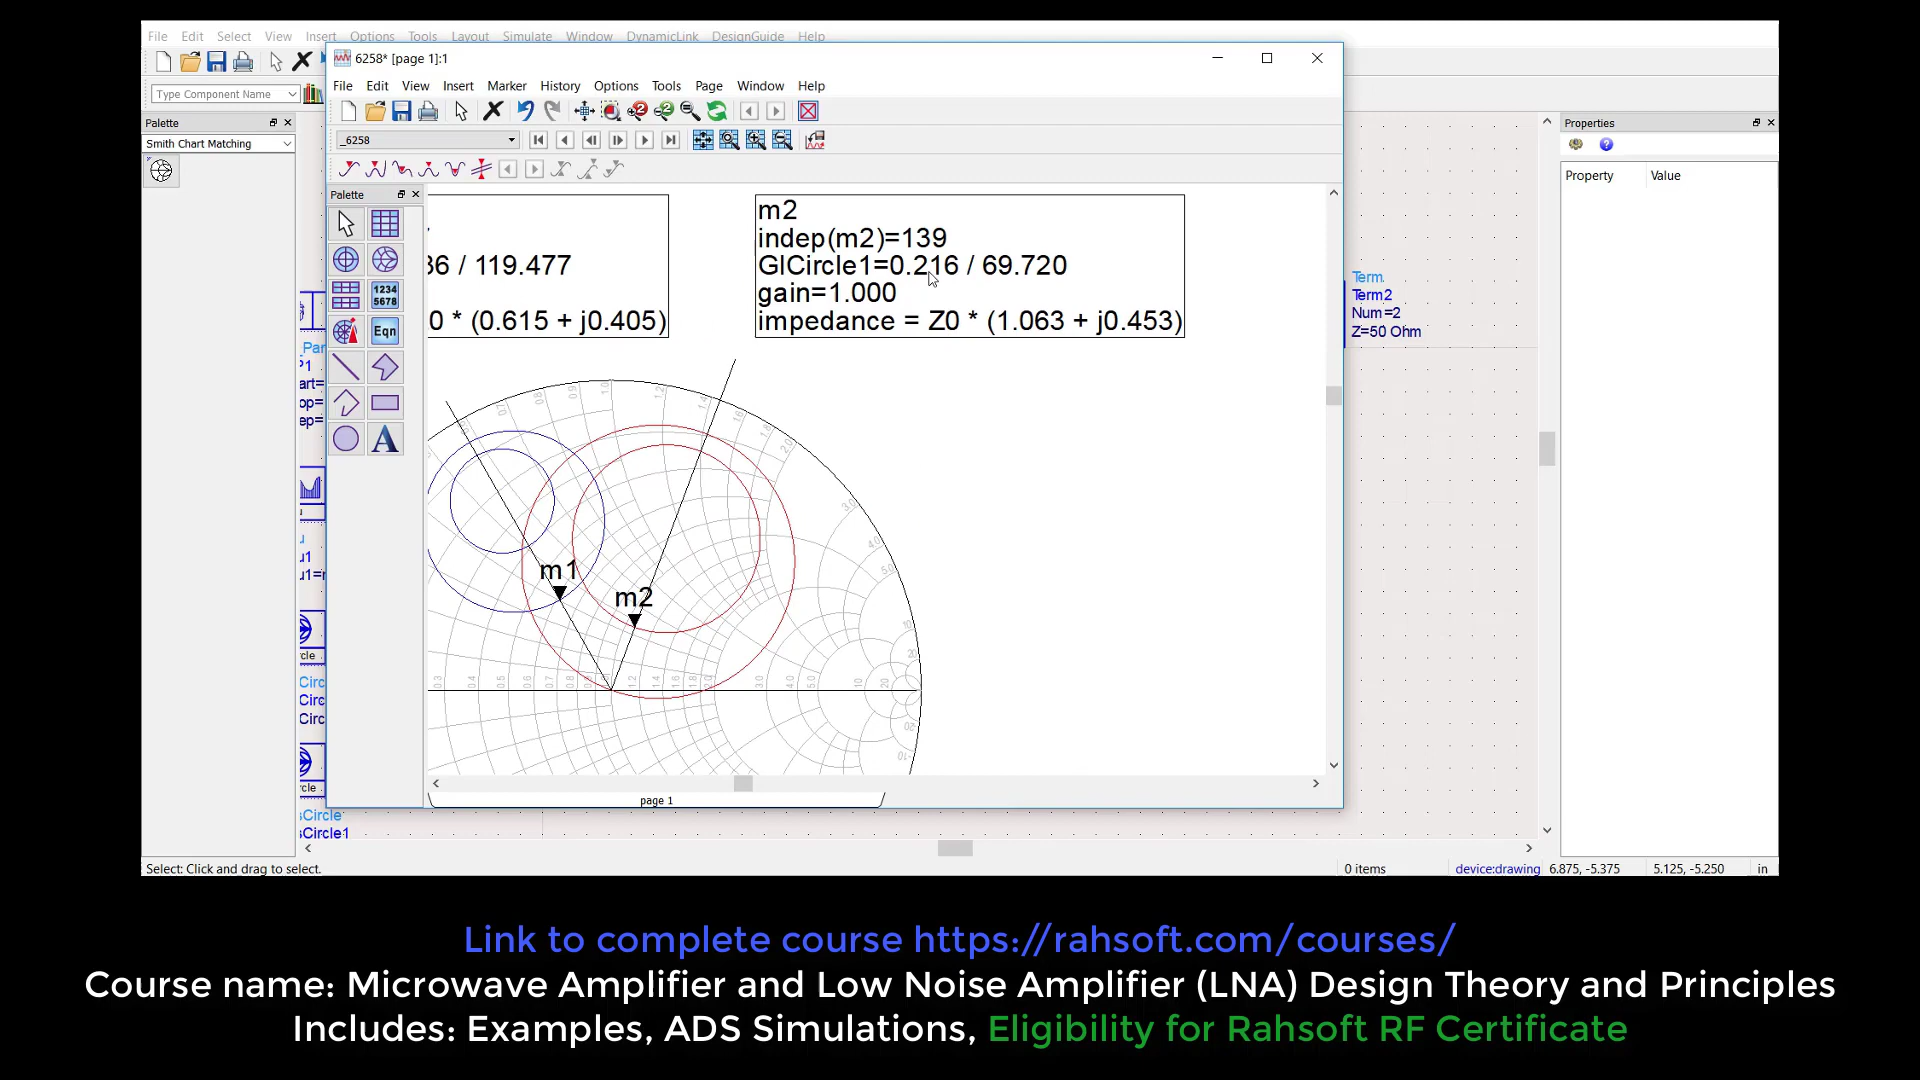 File Edit Select View Insert Options Tools Layout Simulate Window DynamicLink DesignGuide Help
6258* [page 1]:1
File Edit View Insert Marker History Options Tools Page Window Help
Type Component Name
Palette
Smith Chart Matching
_6258
Palette
1234
5678
Eqn
A
Properties
Property Value
36 / 119.477
0 * (0.615 + j0.405)
m2
indep(m2)=139
GlCircle1=0.216 / 69.720
gain=1.000
impedance = Z0 * (1.063 + j0.453)
m1
m2
Term
Term2
Num=2
Z=50 Ohm
sCircle
sCircle1
page 1
Select: Click and drag to select.
0 items device:drawing 6.875, -5.375 5.125, -5.250 in
Link to complete course https://rahsoft.com/courses/
Course name: Microwave Amplifier and Low Noise Amplifier (LNA) Design Theory and Principles
Includes: Examples, ADS Simulations, Eligibility for Rahsoft RF Certificate